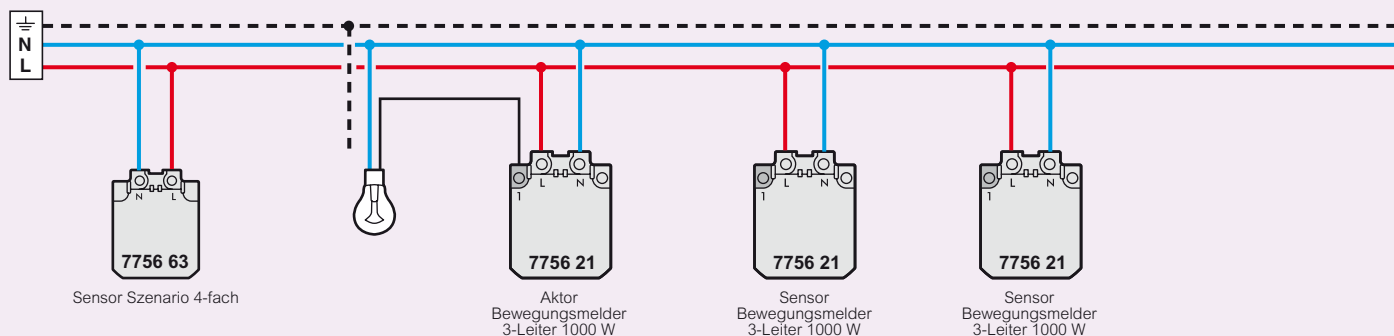 N
L
N L
7756 63
Sensor Szenario 4-fach
1 L N
7756 21
Aktor
Bewegungsmelder
3-Leiter 1000 W
1 L N
7756 21
Sensor
Bewegungsmelder
3-Leiter 1000 W
1 L N
7756 21
Sensor
Bewegungsmelder
3-Leiter 1000 W